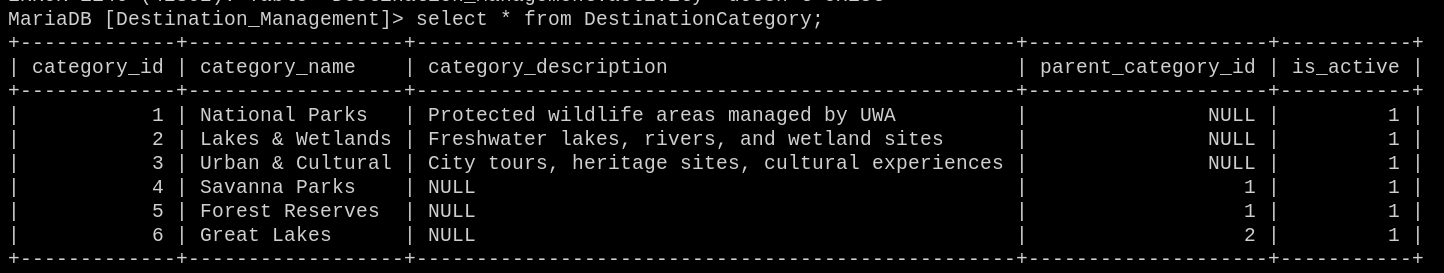 MariaDB [Destination_Management]> select * from DestinationCategory;
+-------------+------------------+--------------------------------------------------+--------------------+-----------+
| category_id | category_name    | category_description                             | parent_category_id | is_active |
+-------------+------------------+--------------------------------------------------+--------------------+-----------+
|           1 | National Parks   | Protected wildlife areas managed by UWA          |               NULL |         1 |
|           2 | Lakes & Wetlands | Freshwater lakes, rivers, and wetland sites      |               NULL |         1 |
|           3 | Urban & Cultural | City tours, heritage sites, cultural experiences |               NULL |         1 |
|           4 | Savanna Parks    | NULL                                             |                  1 |         1 |
|           5 | Forest Reserves  | NULL                                             |                  1 |         1 |
|           6 | Great Lakes      | NULL                                             |                  2 |         1 |
+-------------+------------------+--------------------------------------------------+--------------------+-----------+